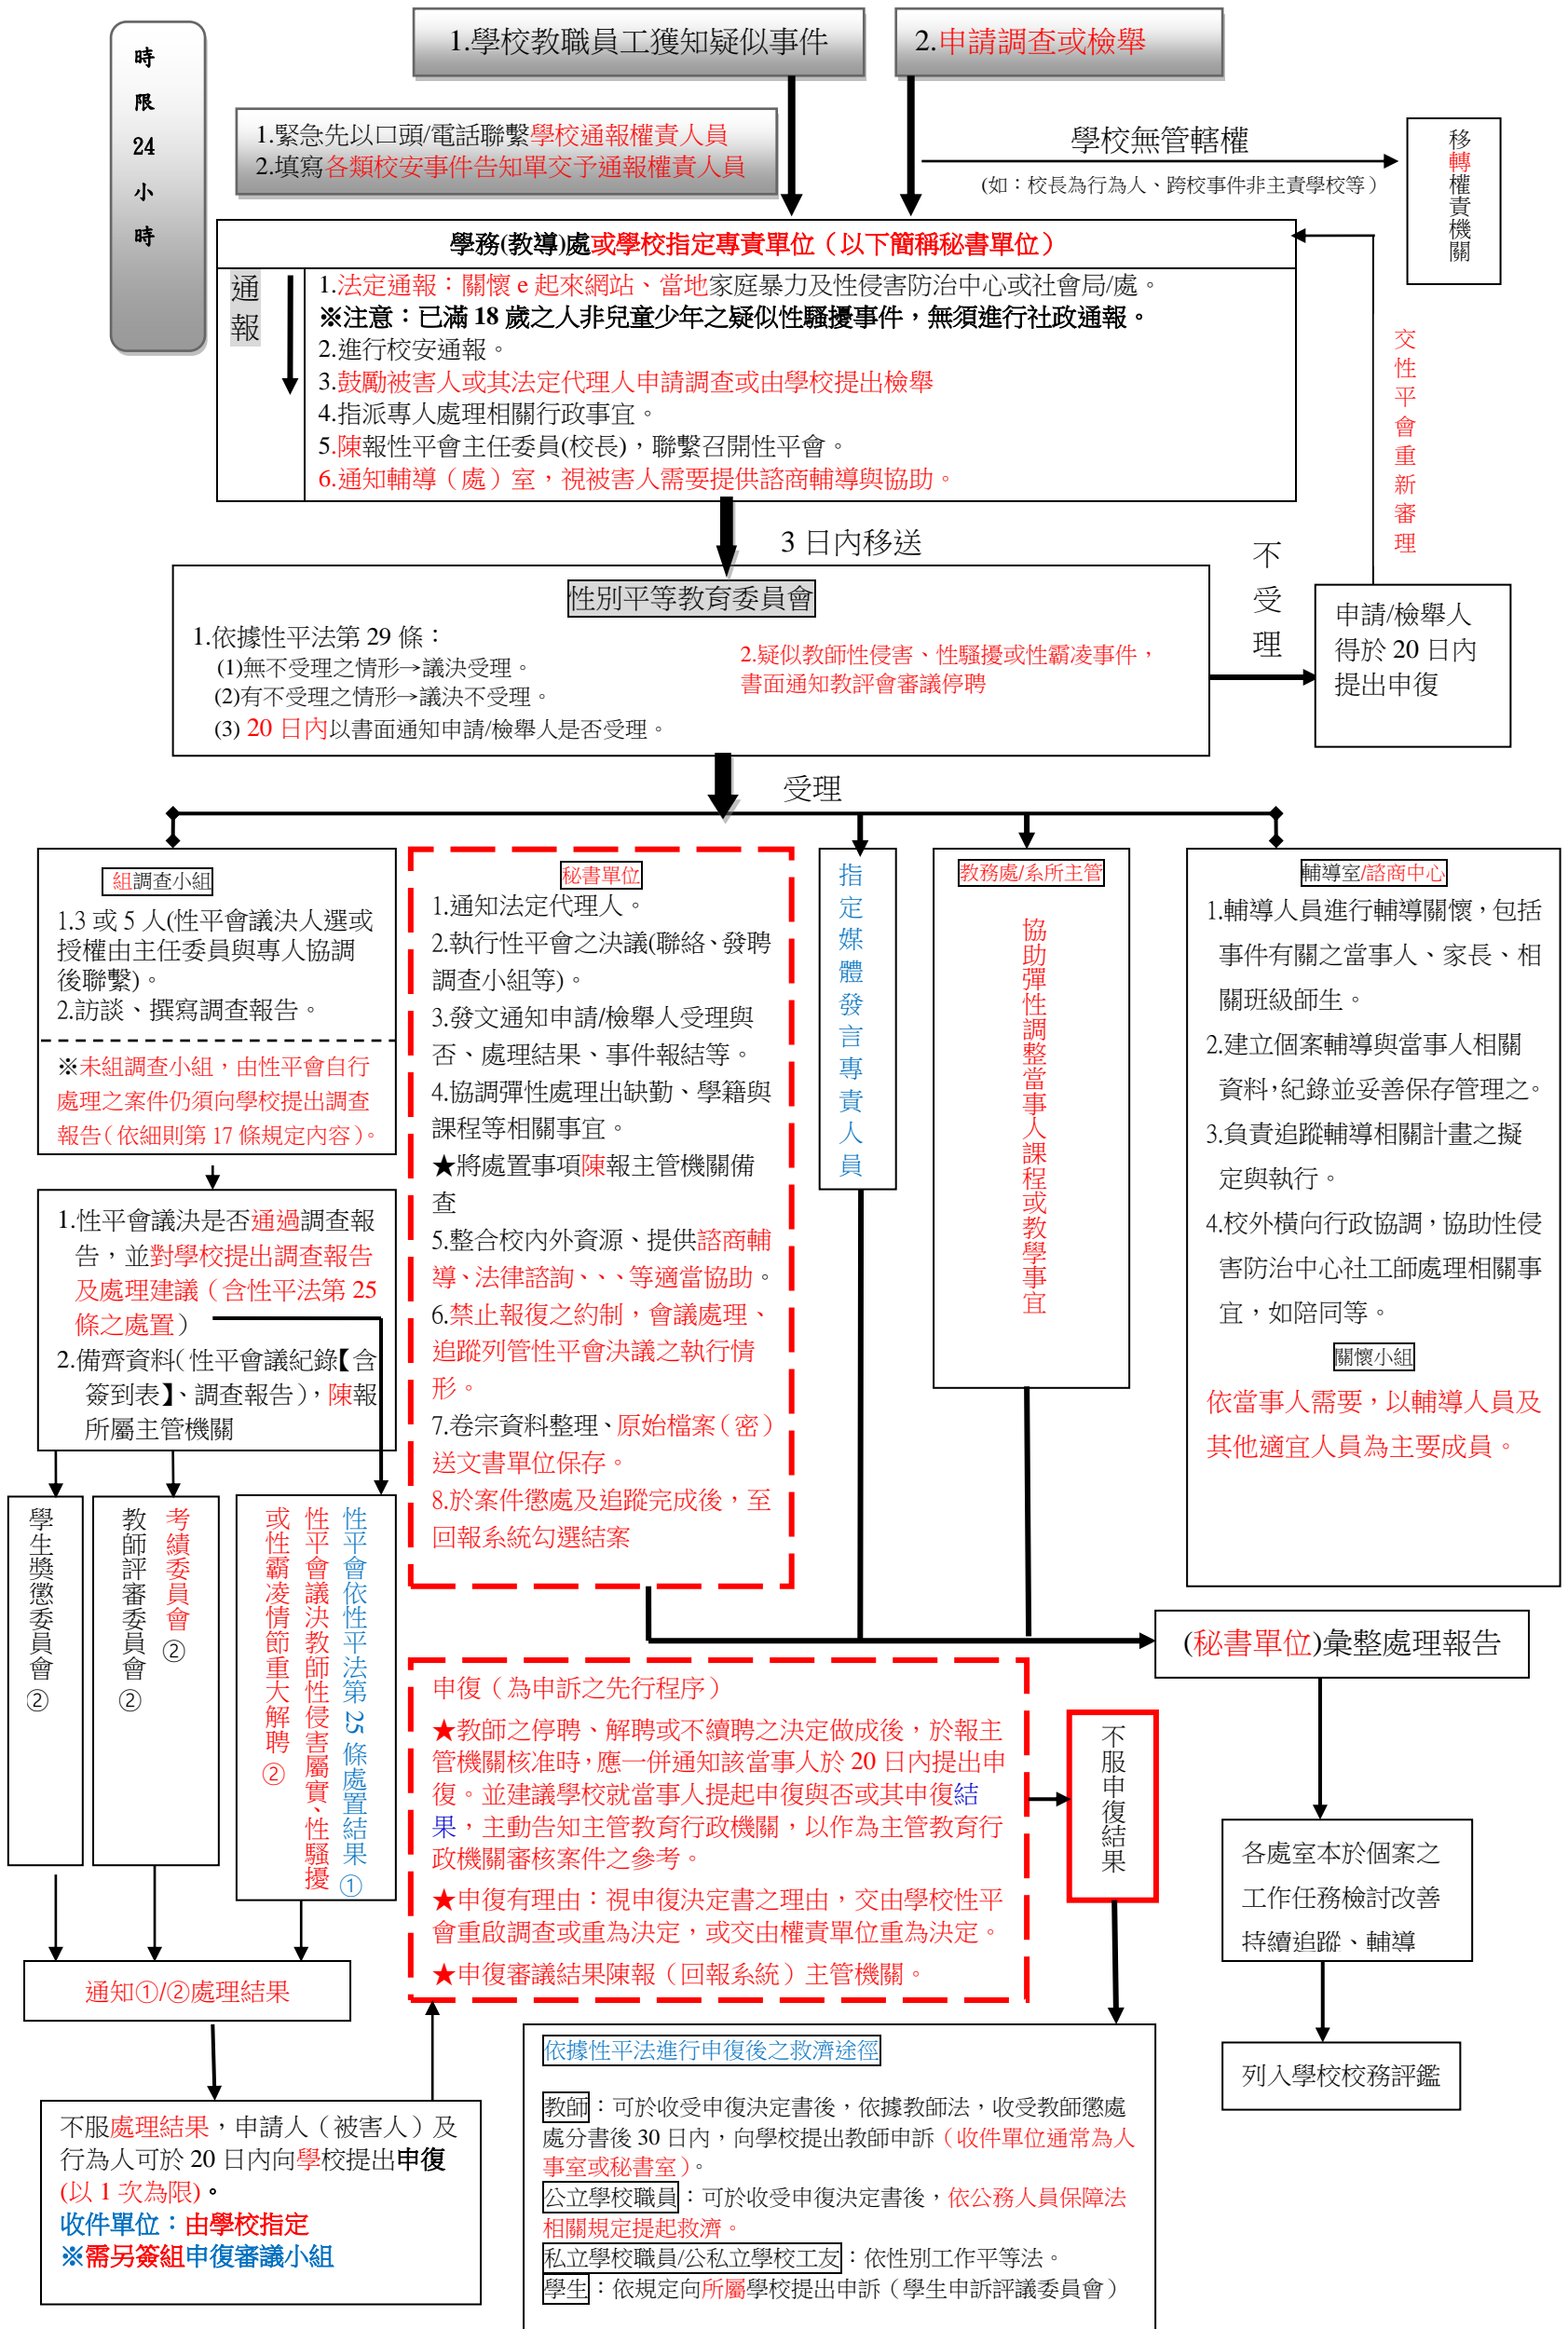 時
限
24
小
時
1.學校教職員工獲知疑似事件
2.申請調查或檢舉
1.緊急先以口頭/電話聯繫學校通報權責人員
2.填寫各類校安事件告知單交予通報權責人員
學校無管轄權
(如：校長為行為人、跨校事件非主責學校等）
移轉權責機關
學務(教導)處或學校指定專責單位（以下簡稱秘書單位）
通報
1.法定通報：關懷 e 起來網站、當地家庭暴力及性侵害防治中心或社會局/處。
※注意：已滿 18 歲之人非兒童少年之疑似性騷擾事件，無須進行社政通報。
2.進行校安通報。
3.鼓勵被害人或其法定代理人申請調查或由學校提出檢舉
4.指派專人處理相關行政事宜。
5.陳報性平會主任委員(校長)，聯繫召開性平會。
6.通知輔導（處）室，視被害人需要提供諮商輔導與協助。
交性平會重新審理
3 日內移送
性別平等教育委員會
1.依據性平法第 29 條：
(1)無不受理之情形→議決受理。
(2)有不受理之情形→議決不受理。
(3) 20 日內以書面通知申請/檢舉人是否受理。
2.疑似教師性侵害、性騷擾或性霸凌事件，
書面通知教評會審議停聘
不受理
申請/檢舉人
得於 20 日內
提出申復
受理
組調查小組
1.3 或 5 人(性平會議決人選或
授權由主任委員與專人協調
後聯繫)。
2.訪談、撰寫調查報告。
※未組調查小組，由性平會自行
處理之案件仍須向學校提出調查
報告（依細則第 17 條規定內容）。
1.性平會議決是否通過調查報
告，並對學校提出調查報告
及處理建議（含性平法第 25
條之處置）
2.備齊資料（性平會議紀錄【含
簽到表】、調查報告），陳報
所屬主管機關
學生獎懲委員會②
考績委員會②
教師評審委員會②
性平會依性平法第 25 條處置結果①
性平會議決教師性侵害屬實、性騷擾
或性霸凌情節重大解聘②
通知①/②處理結果
不服處理結果，申請人（被害人）及
行為人可於 20 日內向學校提出申復
(以 1 次為限)。
收件單位：由學校指定
※需另簽組申復審議小組
秘書單位
1.通知法定代理人。
2.執行性平會之決議(聯絡、發聘
調查小組等)。
3.發文通知申請/檢舉人受理與
否、處理結果、事件報結等。
4.協調彈性處理出缺勤、學籍與
課程等相關事宜。
★將處置事項陳報主管機關備
查
5.整合校內外資源、提供諮商輔
導、法律諮詢、、、等適當協助。
6.禁止報復之約制，會議處理、
追蹤列管性平會決議之執行情
形。
7.卷宗資料整理、原始檔案（密）
送文書單位保存。
8.於案件懲處及追蹤完成後，至
回報系統勾選結案
指定媒體發言專責人員
教務處/系所主管
協助彈性調整當事人課程或教學事宜
輔導室/諮商中心
1.輔導人員進行輔導關懷，包括
事件有關之當事人、家長、相
關班級師生。
2.建立個案輔導與當事人相關
資料，紀錄並妥善保存管理之。
3.負責追蹤輔導相關計畫之擬
定與執行。
4.校外橫向行政協調，協助性侵
害防治中心社工師處理相關事
宜，如陪同等。
關懷小組
依當事人需要，以輔導人員及
其他適宜人員為主要成員。
(秘書單位)彙整處理報告
各處室本於個案之
工作任務檢討改善
持續追蹤、輔導
列入學校校務評鑑
申復（為申訴之先行程序）
★教師之停聘、解聘或不續聘之決定做成後，於報主
管機關核准時，應一併通知該當事人於 20 日內提出申
復。並建議學校就當事人提起申復與否或其申復結
果，主動告知主管教育行政機關，以作為主管教育行
政機關審核案件之參考。
★申復有理由：視申復決定書之理由，交由學校性平
會重啟調查或重為決定，或交由權責單位重為決定。
★申復審議結果陳報（回報系統）主管機關。
不服申復結果
依據性平法進行申復後之救濟途徑
教師：可於收受申復決定書後，依據教師法，收受教師懲處
處分書後 30 日內，向學校提出教師申訴（收件單位通常為人
事室或秘書室）。
公立學校職員：可於收受申復決定書後，依公務人員保障法
相關規定提起救濟。
私立學校職員/公私立學校工友：依性別工作平等法。
學生：依規定向所屬學校提出申訴（學生申訴評議委員會）